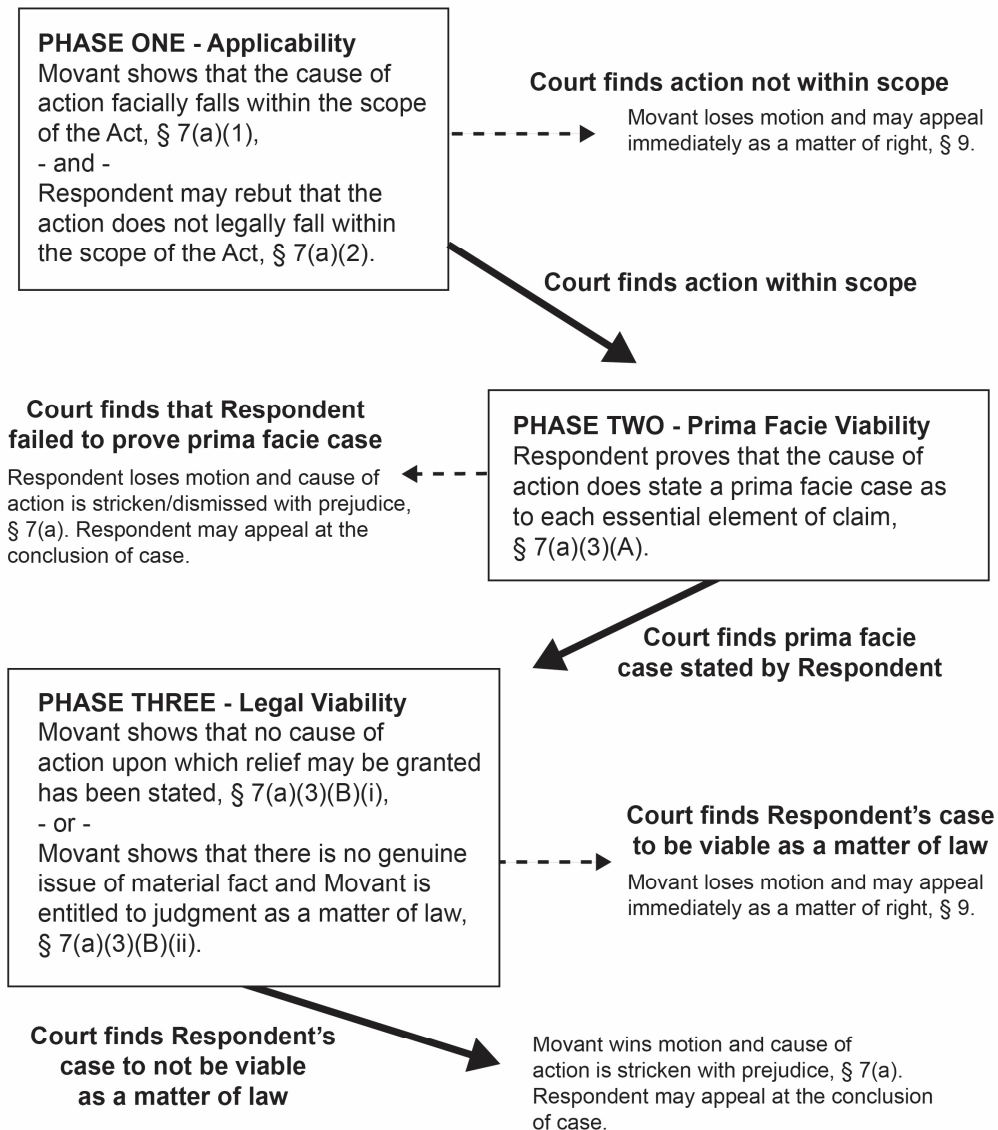 PHASE ONE - Applicability
Movant shows that the cause of
action facially falls within the scope
of the Act, § 7(a)(1),
- and -
Respondent may rebut that the
action does not legally fall within
the scope of the Act, § 7(a)(2).
Court finds action not within scope
Movant loses motion and may appeal
immediately as a matter of right, § 9.
Court finds action within scope
Court finds that Respondent
failed to prove prima facie case
Respondent loses motion and cause of
action is stricken/dismissed with prejudice,
§ 7(a). Respondent may appeal at the
conclusion of case.
PHASE TWO - Prima Facie Viability
Respondent proves that the cause of
action does state a prima facie case as
to each essential element of claim,
§ 7(a)(3)(A).
Court finds prima facie
case stated by Respondent
PHASE THREE - Legal Viability
Movant shows that no cause of
action upon which relief may be granted
has been stated, § 7(a)(3)(B)(i),
- or -
Movant shows that there is no genuine
issue of material fact and Movant is
entitled to judgment as a matter of law,
§ 7(a)(3)(B)(ii).
Court finds Respondent’s case
to be viable as a matter of law
Movant loses motion and may appeal
immediately as a matter of right, § 9.
Court finds Respondent’s
case to not be viable
as a matter of law
Movant wins motion and cause of
action is stricken with prejudice, § 7(a).
Respondent may appeal at the conclusion
of case.